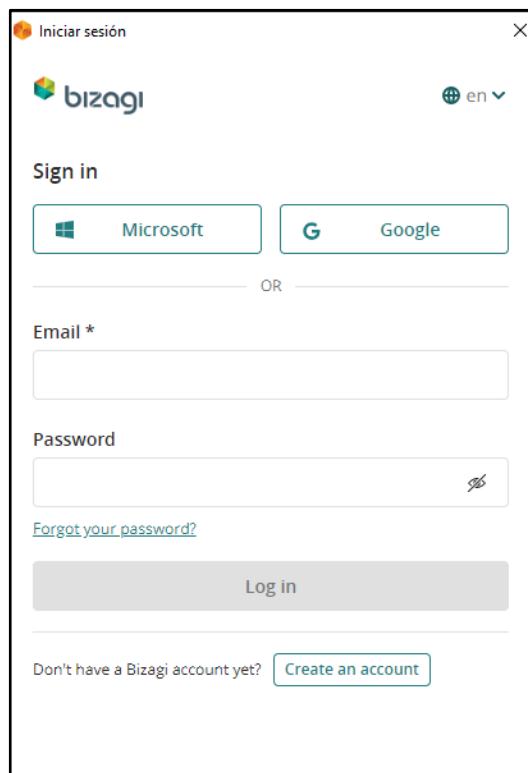 Iniciar sesión
bizagi
en
Sign in
Microsoft
Google
OR
Email *
Password
Forgot your password?
Log in
Don't have a Bizagi account yet? Create an account